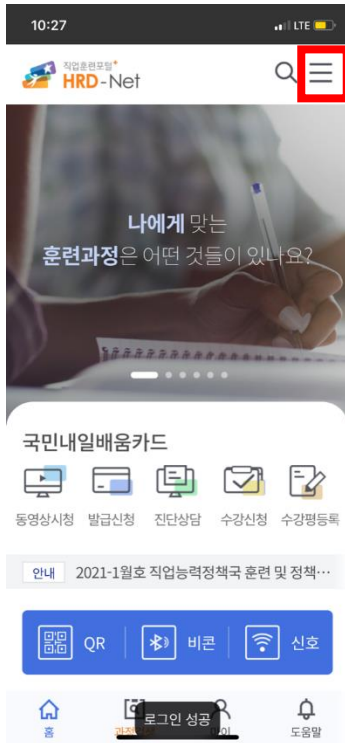 10:27
LTE
직업훈련포털
HRD-Net
나에게 맞는
훈련과정은 어떤 것들이 있나요?
국민내일배움카드
동영상시청 발급신청 진단상담 수강신청 수강평등록
안내 2021-1월호 직업능력정책국 훈련 및 정책…
QR 비콘 신호
로그인 성공
홈 도움말